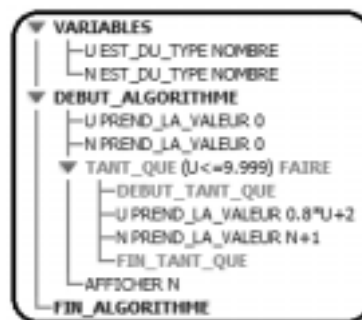 VARIABLES
U EST_DU_TYPE NOMBRE
N EST_DU_TYPE NOMBRE
DEBUT_ALGORITHME
U PREND_LA_VALEUR 0
N PREND_LA_VALEUR 0
TANT_QUE (U<=9.999) FAIRE
DEBUT_TANT_QUE
U PREND_LA_VALEUR 0.8*U+2
N PREND_LA_VALEUR N+1
FIN_TANT_QUE
AFFICHER N
FIN_ALGORITHME